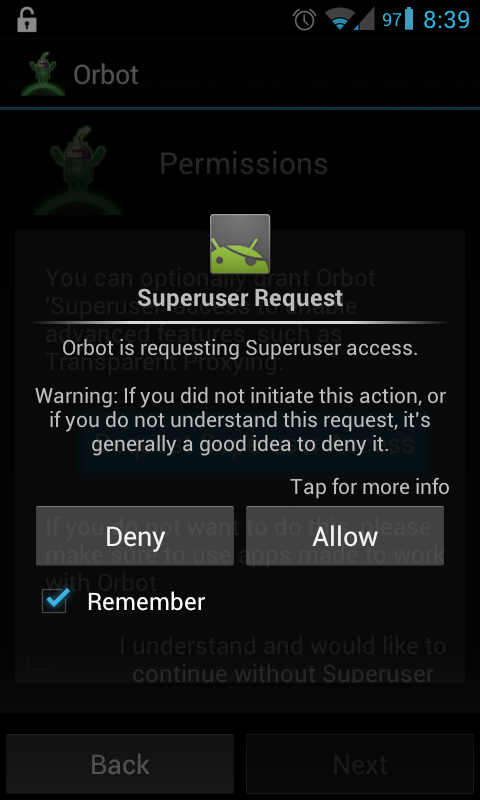 97 8:39
Orbot
Permissions
You can optionally grant Orbot
'Superuser' access to enable
advanced features, such as
Transparent Proxying.
Superuser Request
Orbot is requesting Superuser access.
Warning: If you did not initiate this action, or
if you do not understand this request, it's
generally a good idea to deny it.
Tap for more info
Deny Allow
Remember
If you do not want to do this, please
make sure to use apps made to work
with Orbot
I understand and would like to
continue without Superuser
Back Next